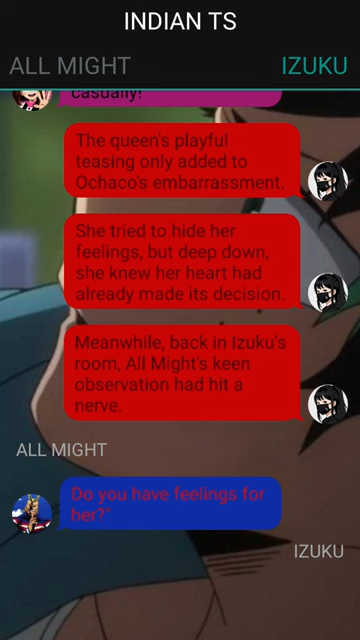 INDIAN TS
ALL MIGHT
IZUKU
casually!
The queen's playful
teasing only added to
Ochaco's embarrassment.
She tried to hide her
feelings, but deep down,
she knew her heart had
already made its decision.
Meanwhile, back in Izuku's
room, All Might's keen
observation had hit a
nerve.
ALL MIGHT
Do you have feelings for
her?"
IZUKU